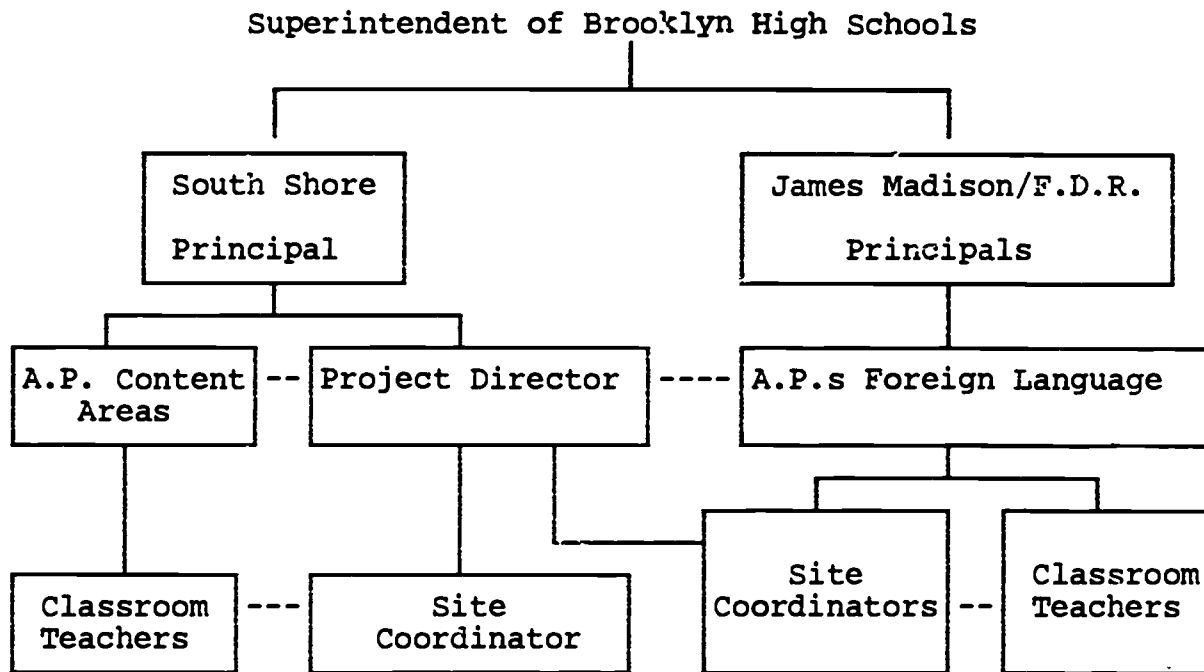 Superintendent of Brooklyn High Schools
South Shore
Principal
James Madison/F.D.R.
Principals
A.P. Content
Areas
Project Director
A.P.s Foreign Language
Classroom
Teachers
Site
Coordinator
Site
Coordinators
Classroom
Teachers